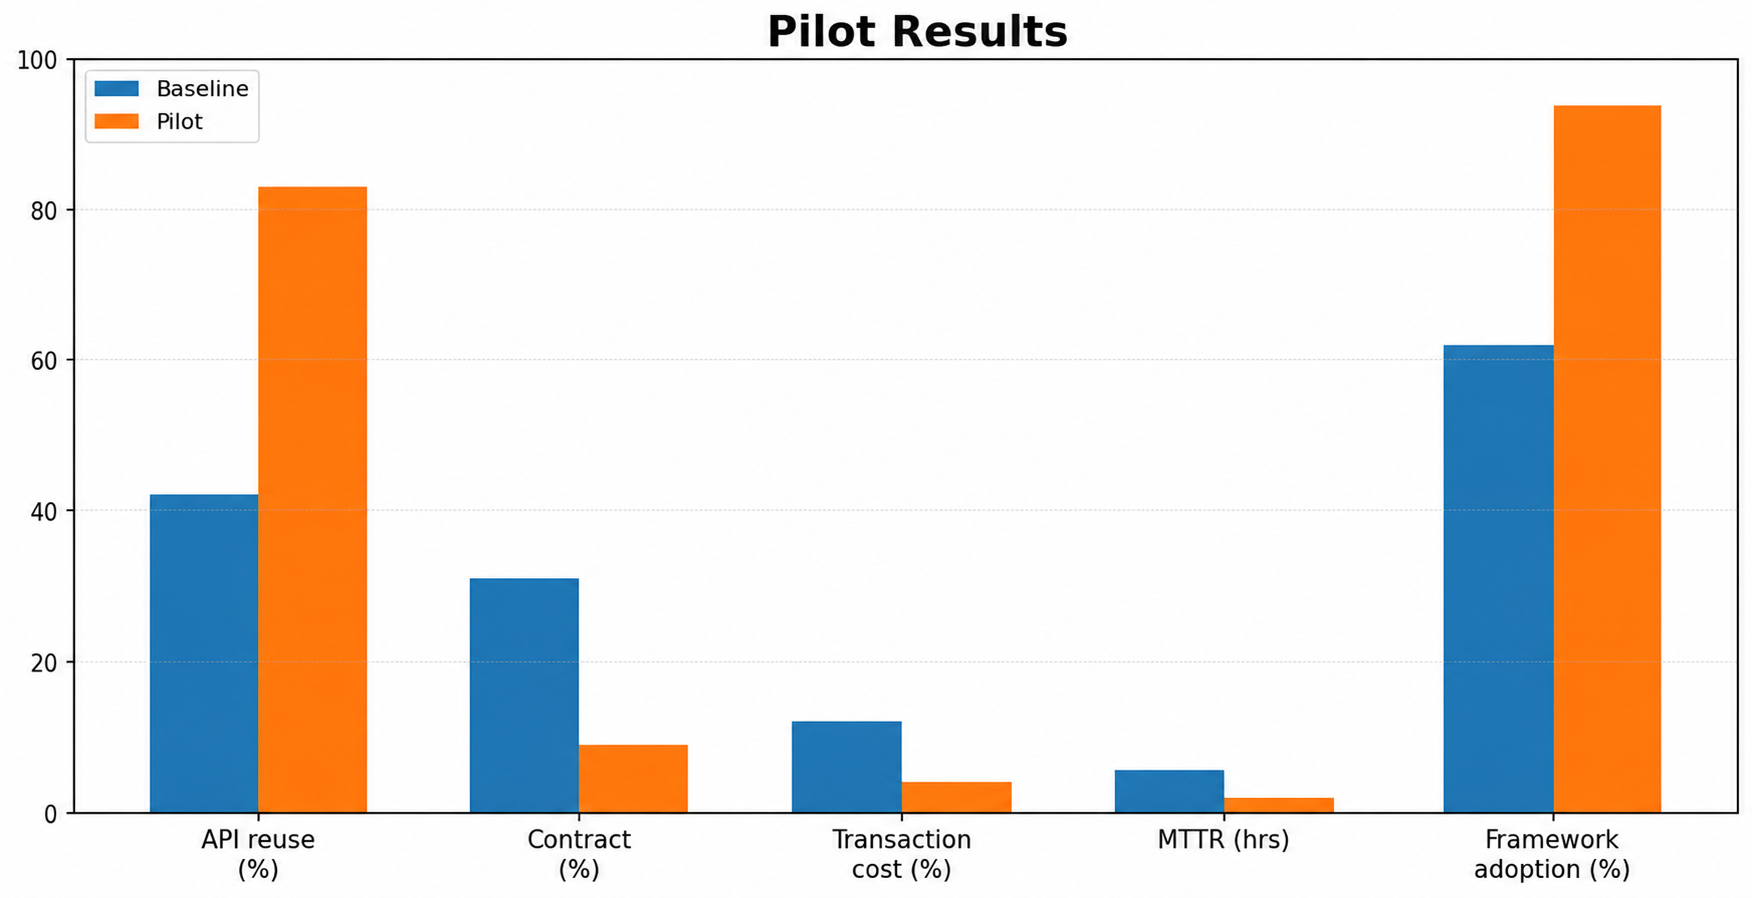 Pilot Results
100
80
60
40
20
0
Baseline
Pilot
API reuse
(%)
Contract
(%)
Transaction
cost (%)
MTTR (hrs)
Framework
adoption (%)